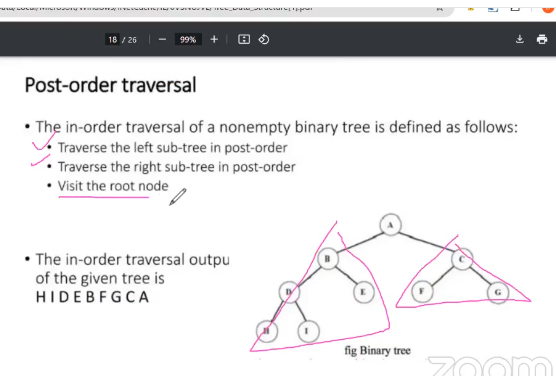 18 / 26
99%
Post-order traversal
• The in-order traversal of a nonempty binary tree is defined as follows:
• Traverse the left sub-tree in post-order
• Traverse the right sub-tree in post-order
• Visit the root node
• The in-order traversal outpu
of the given tree is
H I D E B F G C A
A
B
C
D
E
F
G
H
I
fig Binary tree
zoom